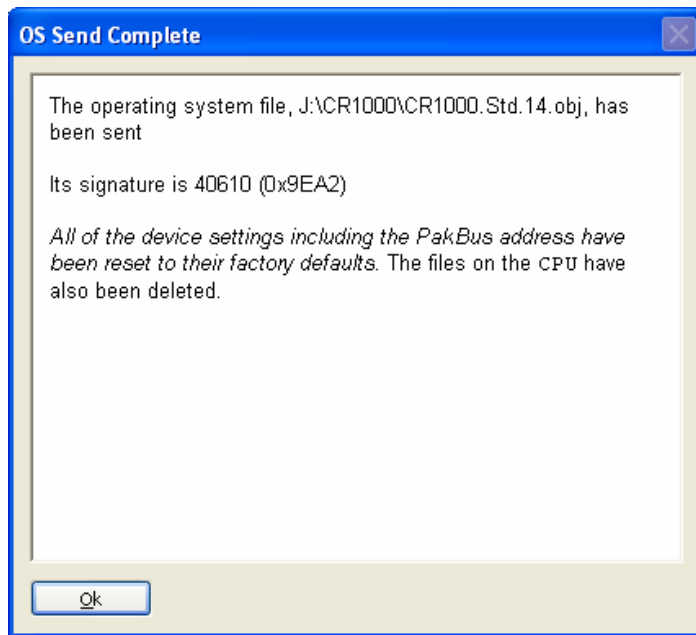 OS Send Complete
The operating system file, J:\CR1000\CR1000.Std.14.obj, has
been sent
Its signature is 40610 (0x9EA2)
All of the device settings including the PakBus address have
been reset to their factory defaults. The files on the CPU have
also been deleted.
Ok